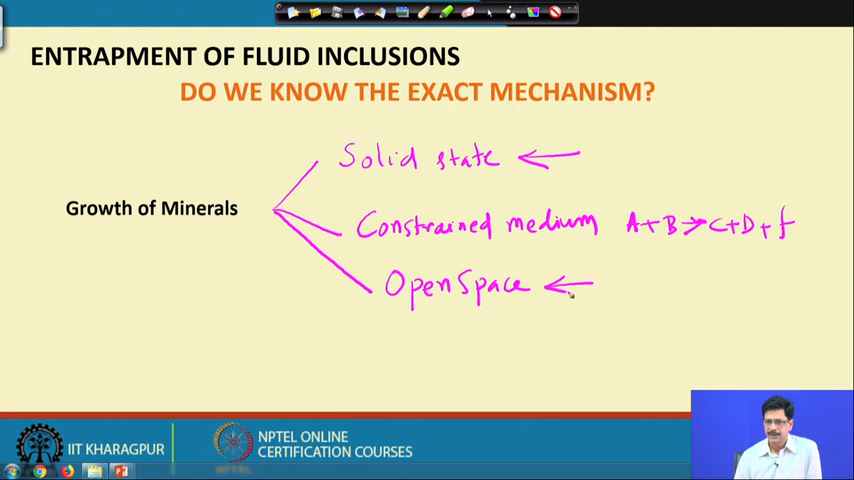 ENTRAPMENT OF FLUID INCLUSIONS
DO WE KNOW THE EXACT MECHANISM?
Solid state
Growth of Minerals
Constrained medium A+B→C+D+f
Open Space
IIT KHARAGPUR
NPTEL ONLINE
CERTIFICATION COURSES
NPTEL